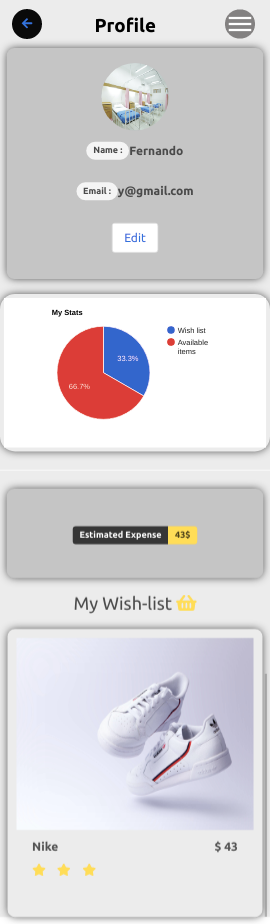 Profile
Name : Fernando
Email : y@gmail.com
Edit
My Stats
33.3%
66.7%
Wish list
Available
items
Estimated Expense 43$
My Wish-list
Nike $ 43